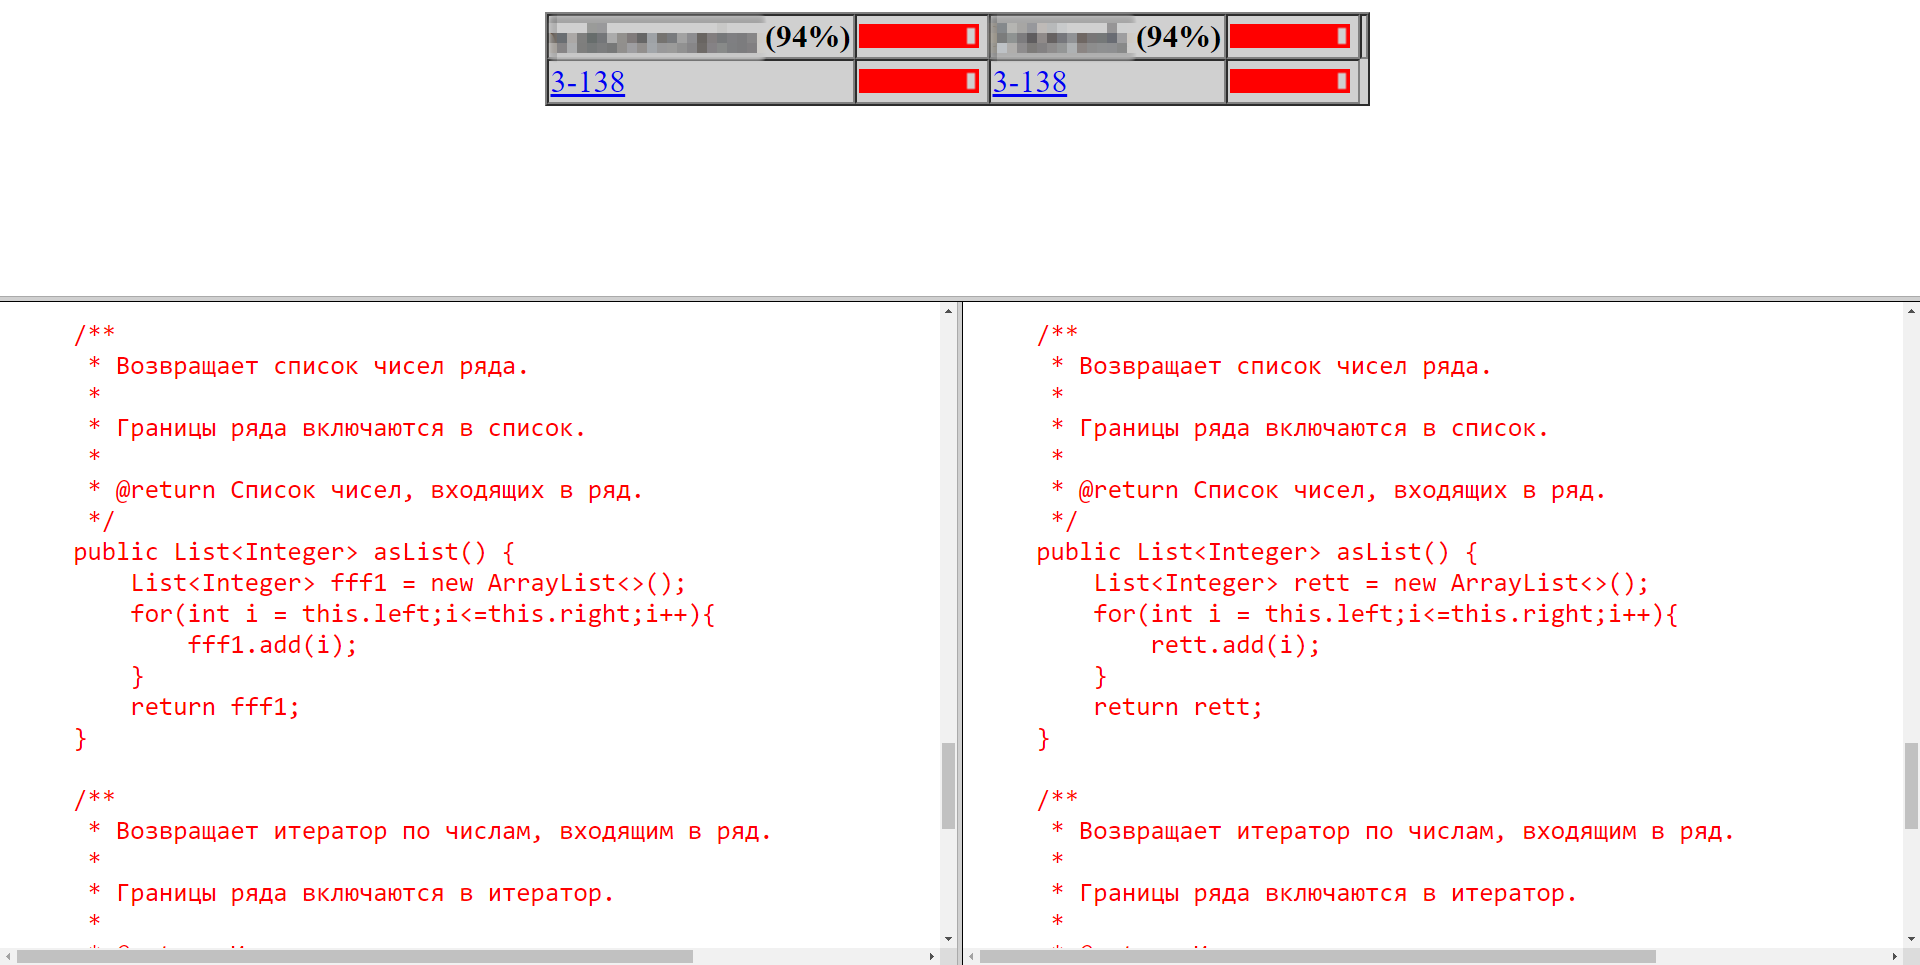 (94%) (94%)
3-138 3-138
/**
* Возвращает список чисел ряда.
*
* Границы ряда включаются в список.
*
* @return Список чисел, входящих в ряд.
*/
public List<Integer> asList() {
List<Integer> fff1 = new ArrayList<>();
for(int i = this.left;i<=this.right;i++){
fff1.add(i);
}
return fff1;
}
/**
* Возвращает итератор по числам, входящим в ряд.
*
* Границы ряда включаются в итератор.
*
/**
* Возвращает список чисел ряда.
*
* Границы ряда включаются в список.
*
* @return Список чисел, входящих в ряд.
*/
public List<Integer> asList() {
List<Integer> rett = new ArrayList<>();
for(int i = this.left;i<=this.right;i++){
rett.add(i);
}
return rett;
}
/**
* Возвращает итератор по числам, входящим в ряд.
*
* Границы ряда включаются в итератор.
*